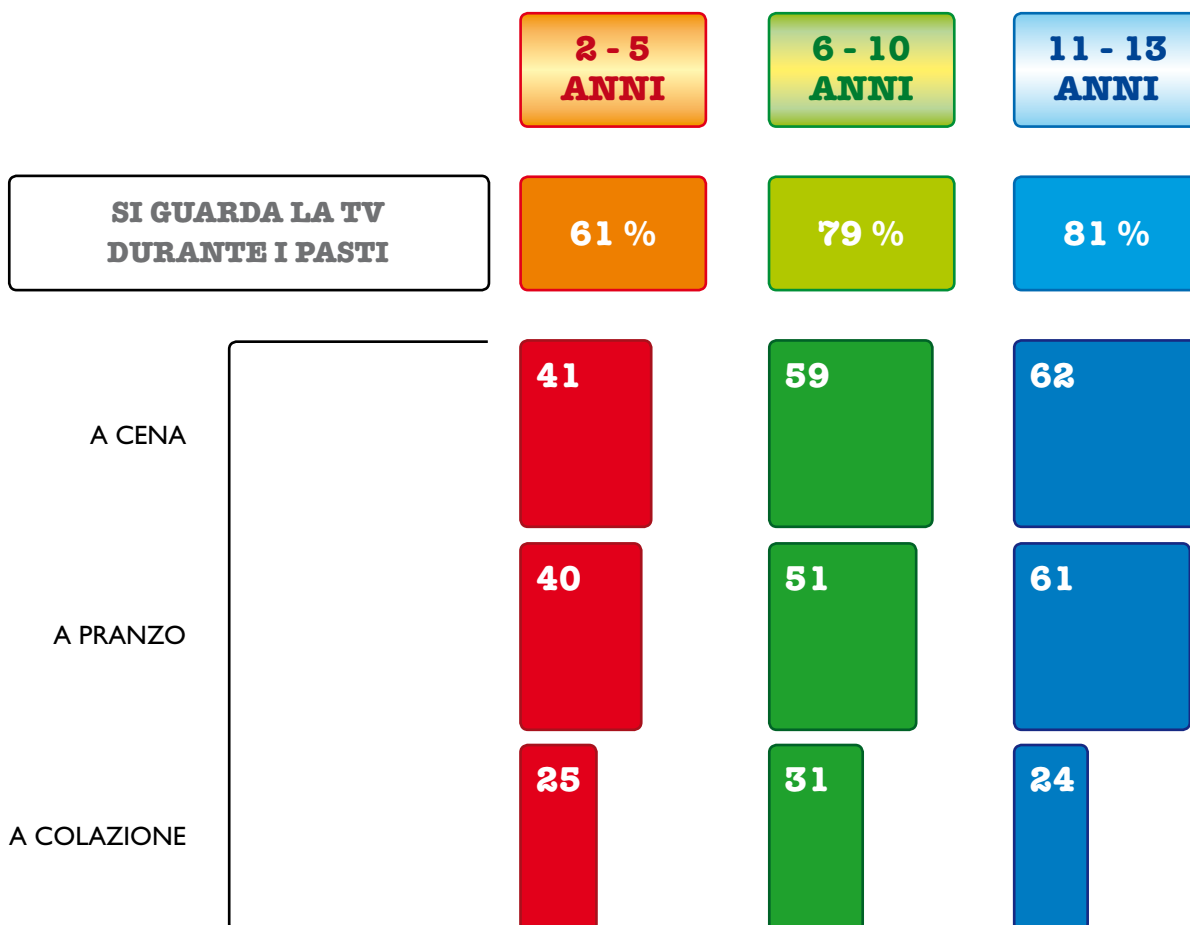 2 - 5
ANNI
6 - 10
ANNI
11 - 13
ANNI
SI GUARDA LA TV
DURANTE I PASTI
61 %
79 %
81 %
A CENA
41
59
62
A PRANZO
40
51
61
A COLAZIONE
25
31
24